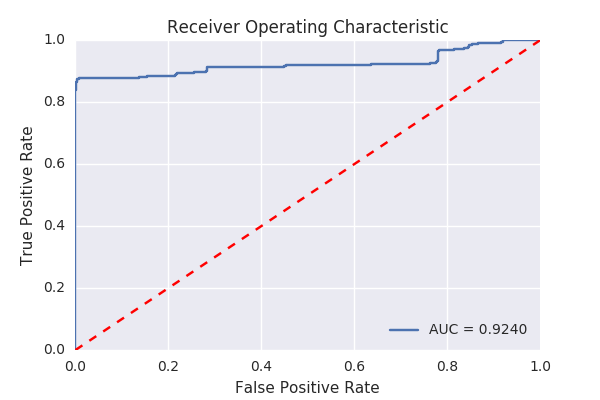 Receiver Operating Characteristic
1.0
0.8
0.6
0.4
0.2
0.0
True Positive Rate
AUC = 0.9240
0.0 0.2 0.4 0.6 0.8 1.0
False Positive Rate